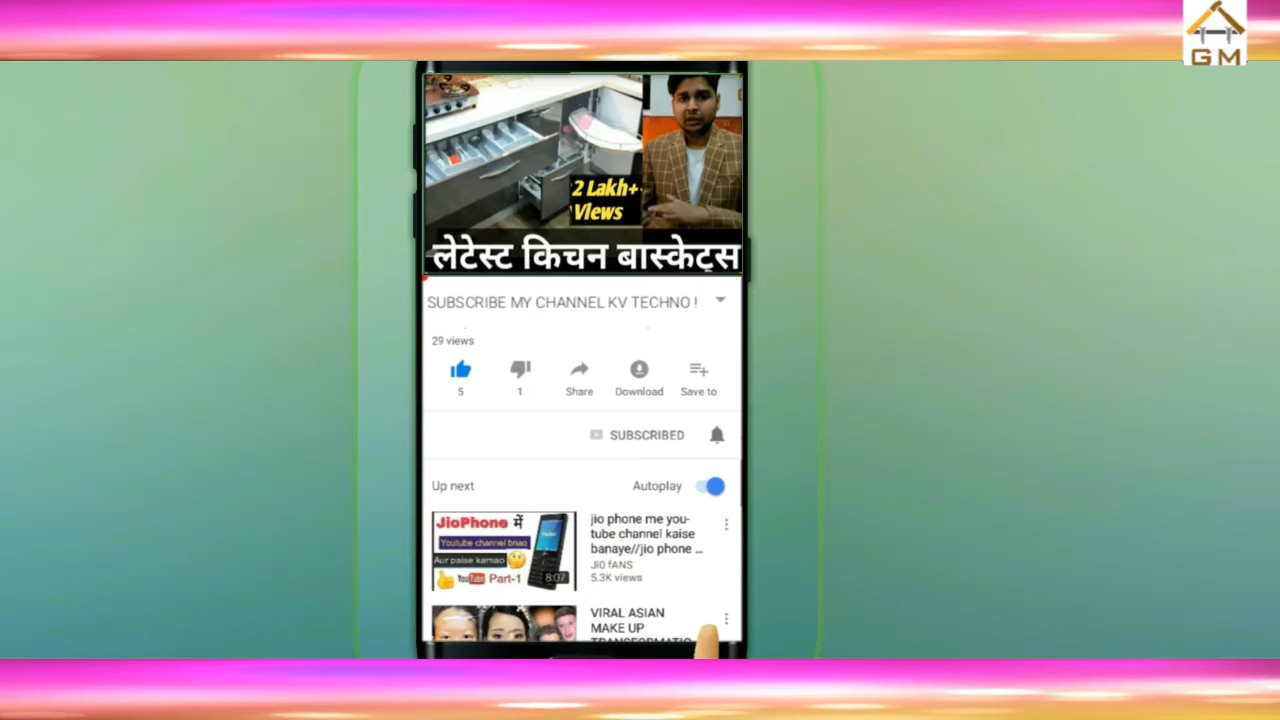 GM
2 Lakh+
Views
लेटेस्ट किचन बास्केट्स
SUBSCRIBE MY CHANNEL KV TECHNO !
29 views
5
1
Share
Download
Save to
SUBSCRIBED
Up next
Autoplay
JioPhone में
Youtube channel bnao
Aur paise kamao
YouTube Part-1
8:07
jio phone me you-
tube channel kaise
banaye//jio phone ...
JiO fANS
5.3K views
VIRAL ASIAN
MAKE UP
TRANSFORMATIO